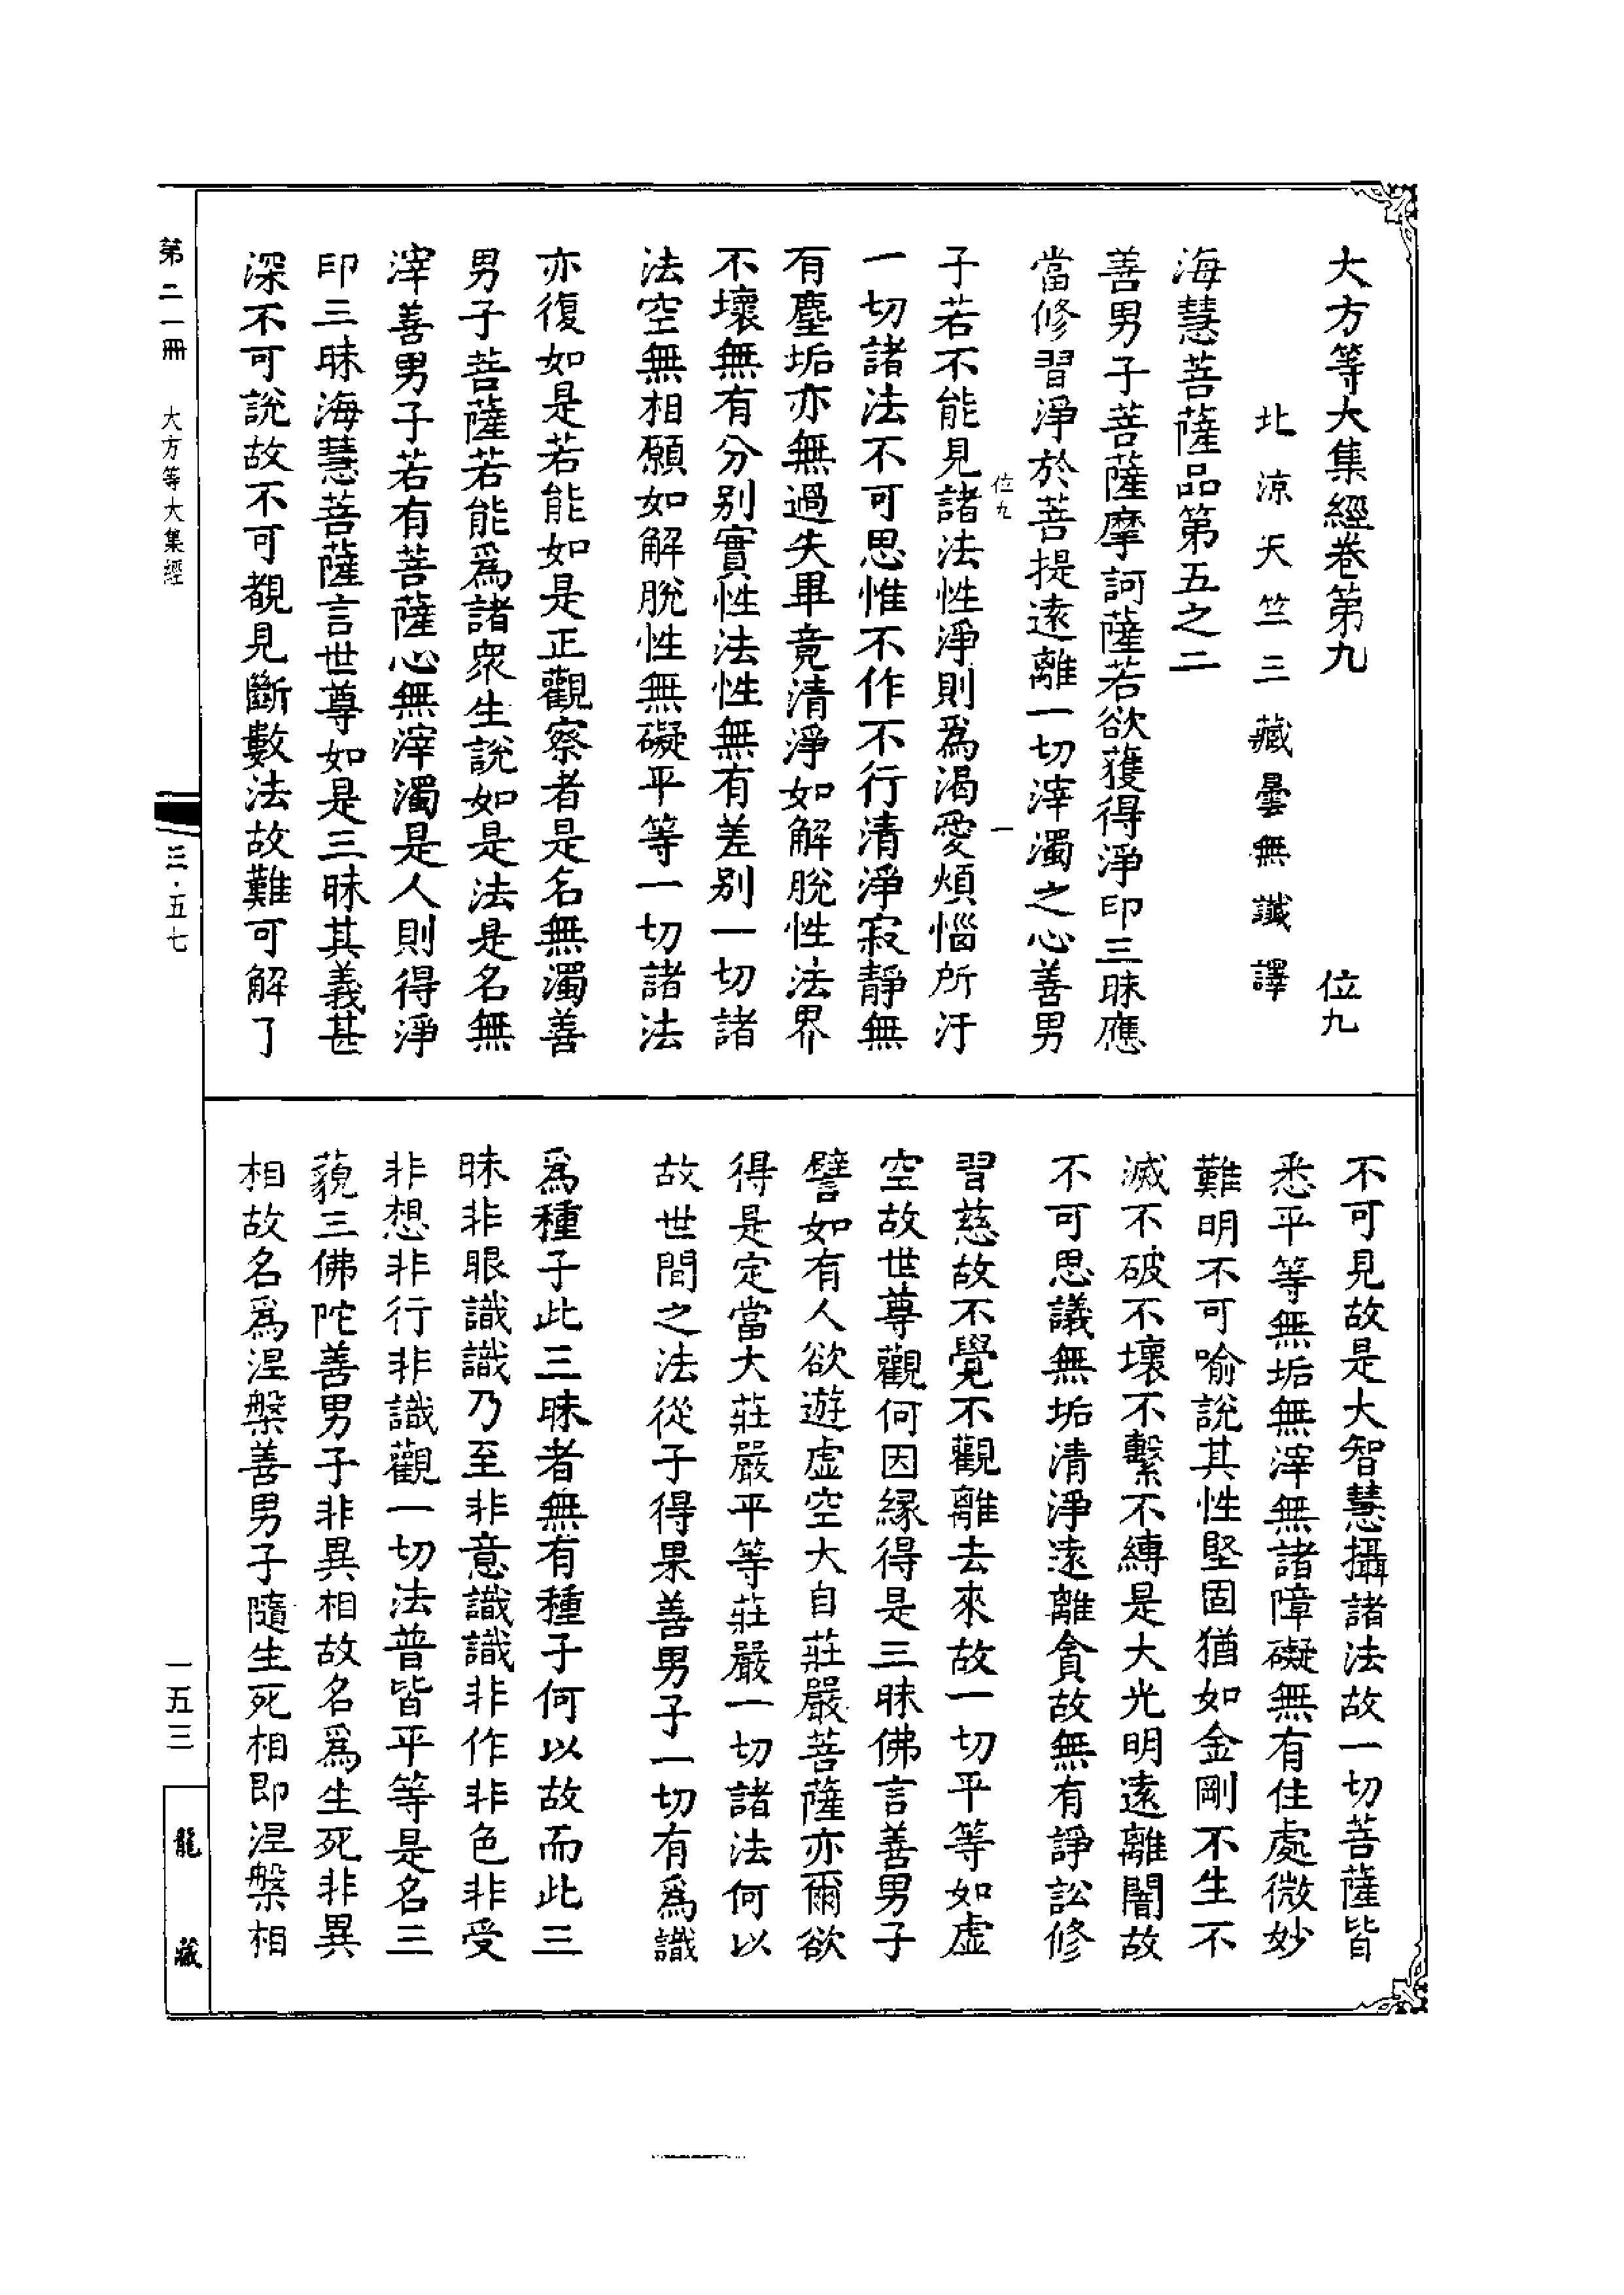 大方等大集經卷第九　位九
北涼天竺三藏曇無讖譯
海慧菩薩品第五之二
善男子菩薩摩訶薩若欲獲得淨印三昧應
當修習淨於菩提遠離一切滓濁之心善男
位九　一
子若不能見諸法性淨則為渴愛煩惱所汙
一切諸法不可思惟不作不行清淨寂靜無
有塵垢亦無過失畢竟清淨如解脫性法界
不壞無有分別實性法性無有差別一切諸
法空無相願如解脫性無礙平等一切諸法
亦復如是若能如是正觀察者是名無濁善
男子菩薩若能爲諸衆生說如是法是名無
滓善男子若有菩薩心無滓濁是人則得淨
印三昧海慧菩薩言世尊如是三昧其義甚
深不可說故不可覩見斷數法故難可解了
不可見故是大智慧攝諸法故一切菩薩皆
悉平等無垢無滓無諸障礙無有住處微妙
難明不可喻說其性堅固猶如金剛不生不
滅不破不壞不繫不縛是大光明遠離闇故
不可思議無垢清淨遠離貪故無有諍訟修
習慈故不覺不觀離去來故一切平等如虛
空故世尊觀何因緣得是三昧佛言善男子
譬如有人欲遊虛空大自莊嚴菩薩亦爾欲
得是定當大莊嚴平等莊嚴一切諸法何以
故世間之法從子得果善男子一切有爲識
爲種子此三昧者無有種子何以故而此三
昧非眼識識乃至非意識識非作非色非受
非想非行非識觀一切法普皆平等是名三
藐三佛陀善男子非異相故名爲生死非異
相故名爲涅槃善男子隨生死相即涅槃相
第二一冊　大方等大集經
三·五七
一五三
龍藏